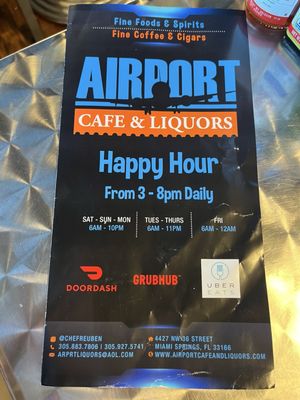 Fine Foods & Spirits
Fine Coffee & Cigars
AIRPORT
CAFE & LIQUORS
Happy Hour
From 3 - 8pm Daily
SAT - SUN - MON
6AM - 10PM
TUES - THURS
6AM - 11PM
FRI
6AM - 12AM
DOORDASH
GRUBHUB
UBER
EATS
@CHEFREUBEN
305.883.7806 | 305.927.5741
ARPRTLIQUORS@AOL.COM
4427 NW 36 STREET
MIAMI SPRINGS, FL 33166
WWW.AIRPORTCAFEANDLIQUORS.COM